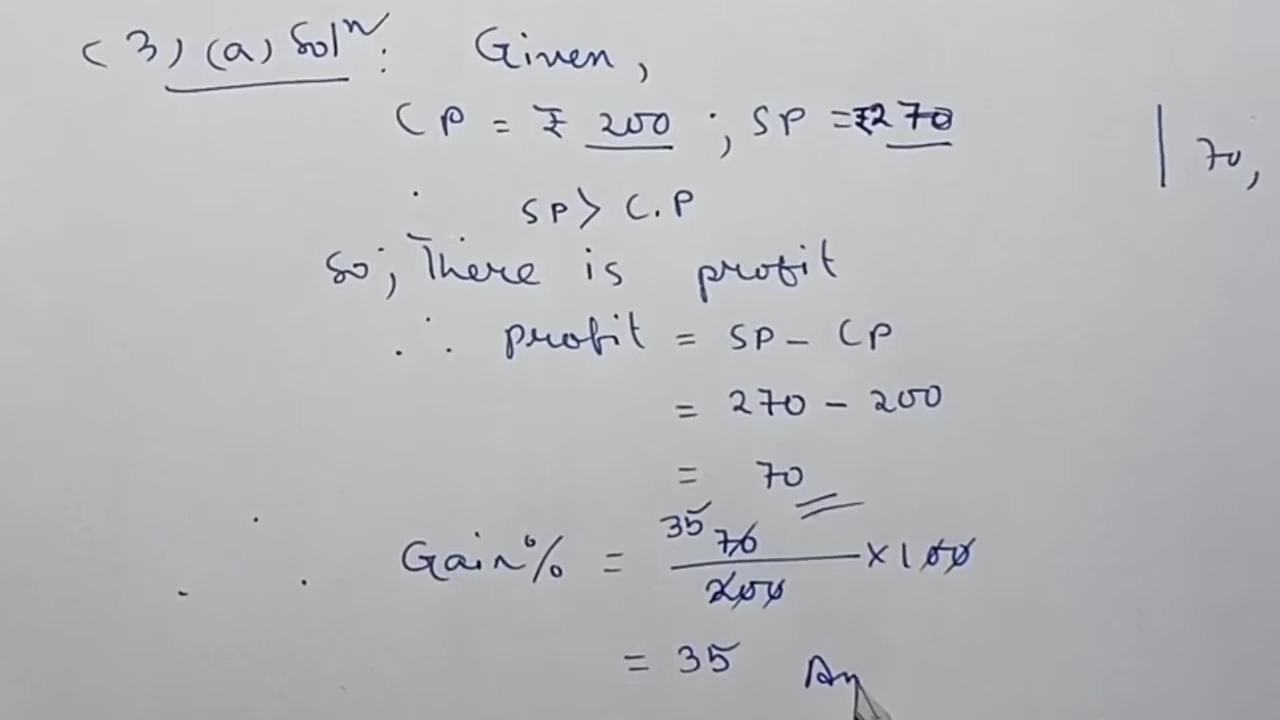 (3) (a) Solⁿ: Given,
CP = ₹ 200 ; SP = ₹270
| 70,
SP > C.P
So, There is profit
∴ profit = SP - CP
= 270 - 200
= 70
∴ Gain% = 35 70/200 × 100
= 35 An